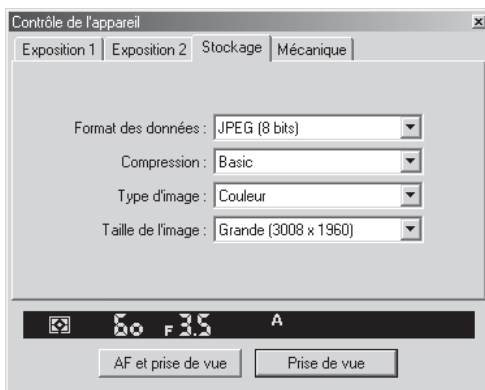 Contrôle de l'appareil
Exposition 1 Exposition 2 Stockage Mécanique
Format des données : JPEG (8 bits)
Compression : Basic
Type d'image : Couleur
Taille de l'image : Grande (3008 x 1960)
60 F3.5 A
AF et prise de vue Prise de vue